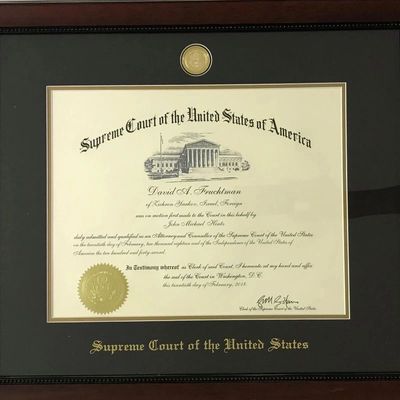 Supreme Court of the United States of America
David A. Fruchtman
of Zichron Yaakov, Israel, Foreign
was on motion first made to the Court in this behalf by
John Michael
duly admitted and qualified as an Attorney and Counsellor of the Supreme Court of the United States
on the twentieth day of February, two thousand eighteen and of the Independence of the United States of
America the two hundred and forty-second.
In Testimony whereof as Clerk of said Court, I hereunto set my hand and affix
the seal of the Court in Washington, D.C.
this twentieth day of February, 2018.
Clerk of the Supreme Court of the United States
Supreme Court of the United States